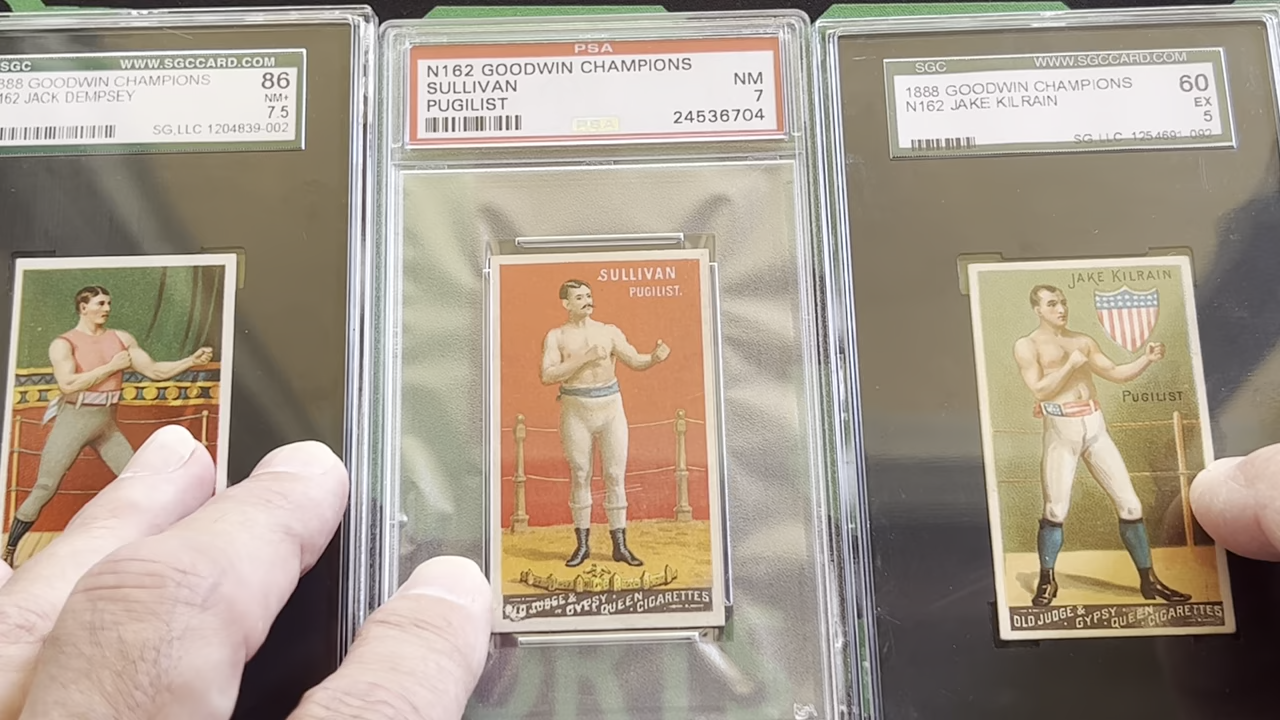 SGC WWW.SGCCARD.COM
888 GOODWIN CHAMPIONS 86
162 JACK DEMPSEY NM+
7.5
SG,LLC 1204839-002
PSA
N162 GOODWIN CHAMPIONS
SULLIVAN NM
PUGILIST 7
PSA 24536704
SULLIVAN
PUGILIST.
OLD JUDGE & GYPSY QUEEN CIGARETTES
SGC WWW.SGCCARD.COM
1888 GOODWIN CHAMPIONS 60
N162 JAKE KILRAIN EX
5
SG,LLC 1254691-092
JAKE KILRAIN
PUGILIST
OLD JUDGE & GYPSY QUEEN CIGARETTES